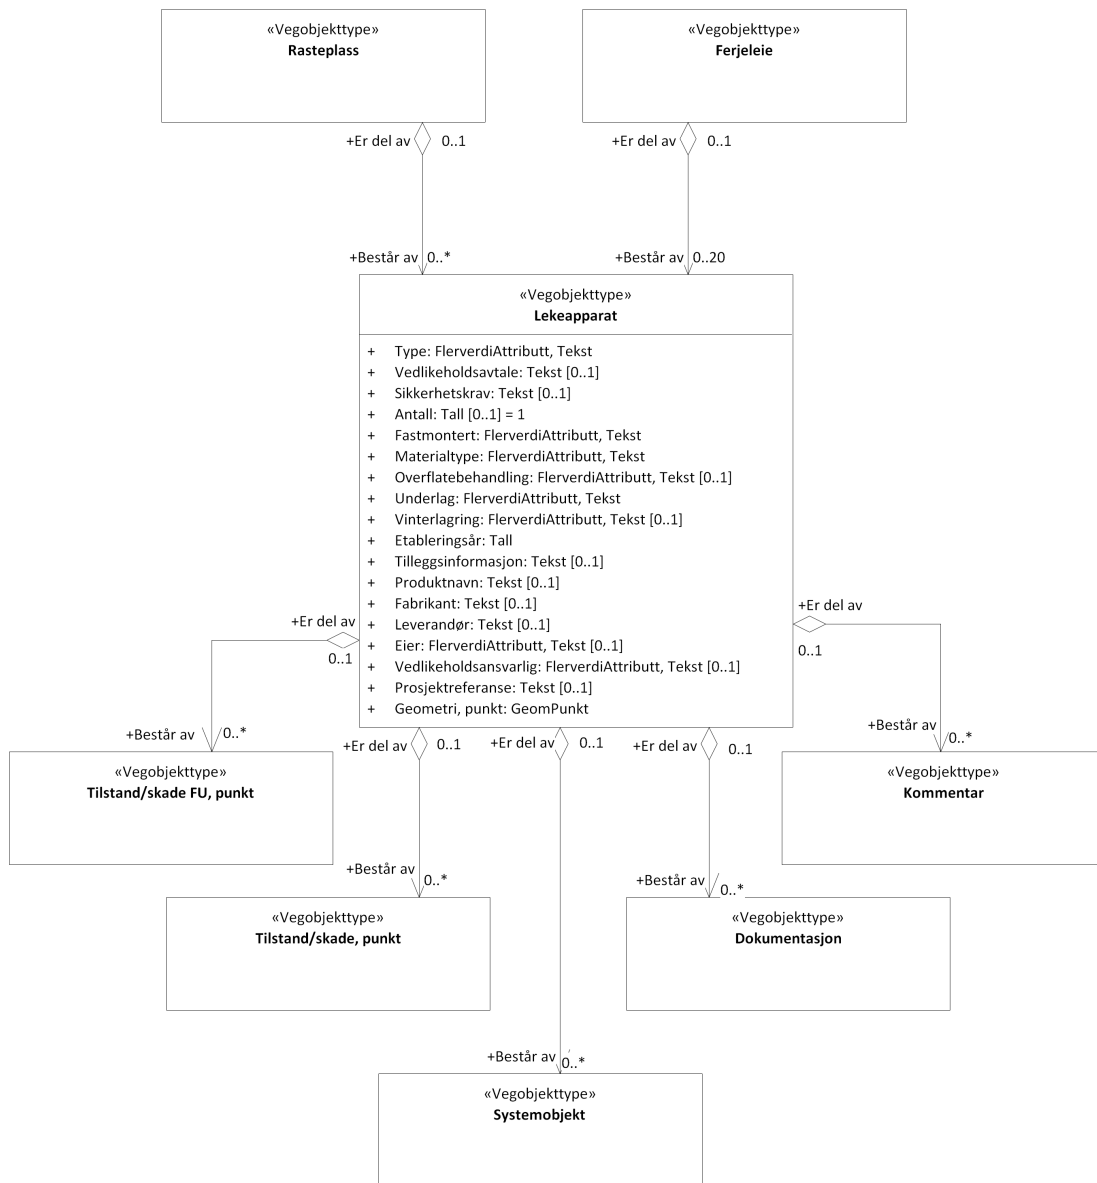 «Vegobjekttype»
Rasteplass
«Vegobjekttype»
Ferjeleie
+Er del av
0..1
+Er del av
0..1
+Består av
0..*
+Består av
0..20
«Vegobjekttype»
Lekeapparat
+ Type: FlerverdiAttributt, Tekst
+ Vedlikeholdsavtale: Tekst [0..1]
+ Sikkerhetskrav: Tekst [0..1]
+ Antall: Tall [0..1] = 1
+ Fastmontert: FlerverdiAttributt, Tekst
+ Materialtype: FlerverdiAttributt, Tekst
+ Overflatebehandling: FlerverdiAttributt, Tekst [0..1]
+ Underlag: FlerverdiAttributt, Tekst
+ Vinterlagring: FlerverdiAttributt, Tekst [0..1]
+ Etableringsår: Tall
+ Tilleggsinformasjon: Tekst [0..1]
+ Produktnavn: Tekst [0..1]
+ Fabrikant: Tekst [0..1]
+ Leverandør: Tekst [0..1]
+ Eier: FlerverdiAttributt, Tekst [0..1]
+ Vedlikeholdsansvarlig: FlerverdiAttributt, Tekst [0..1]
+ Prosjektreferanse: Tekst [0..1]
+ Geometri, punkt: GeomPunkt
+Er del av
0..1
+Er del av
0..1
+Består av
0..*
+Er del av
0..1
+Er del av
0..1
+Er del av
0..1
+Består av
0..*
«Vegobjekttype»
Tilstand/skade FU, punkt
«Vegobjekttype»
Kommentar
+Består av
0..*
+Består av
0..*
«Vegobjekttype»
Tilstand/skade, punkt
«Vegobjekttype»
Dokumentasjon
+Består av
0..*
«Vegobjekttype»
Systemobjekt